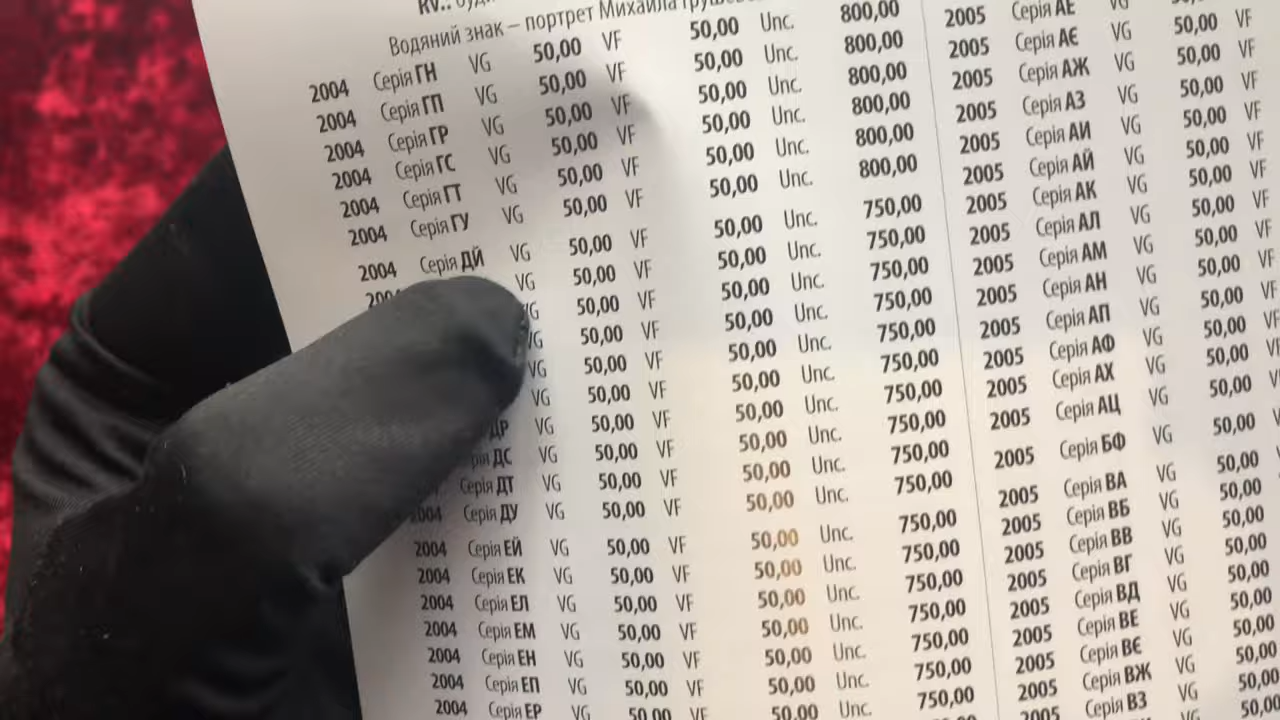 Водяний знак — портрет Михайла
2004 Серія ГН VG 50,00 VF 50,00 Unc. 800,00
2004 Серія ГП VG 50,00 VF 50,00 Unc. 800,00
2004 Серія ГР VG 50,00 VF 50,00 Unc. 800,00
2004 Серія ГС VG 50,00 VF 50,00 Unc. 800,00
2004 Серія ГТ VG 50,00 VF 50,00 Unc. 800,00
2004 Серія ГУ VG 50,00 VF 50,00 Unc. 800,00
2004 Серія ДЙ VG 50,00 VF 50,00 Unc. 750,00
2004 VG 50,00 VF 50,00 Unc. 750,00
VG 50,00 VF 50,00 Unc. 750,00
VG 50,00 VF 50,00 Unc. 750,00
VG 50,00 VF 50,00 Unc. 750,00
VG 50,00 VF 50,00 Unc. 750,00
ДР VG 50,00 VF 50,00 Unc. 750,00
ДС VG 50,00 VF 50,00 Unc. 750,00
Серія ДТ VG 50,00 VF 50,00 Unc. 750,00
2004 Серія ДУ VG 50,00 VF 50,00 Unc. 750,00
2004 Серія ЕЙ VG 50,00 VF 50,00 Unc. 750,00
2004 Серія ЕК VG 50,00 VF 50,00 Unc. 750,00
2004 Серія ЕЛ VG 50,00 VF 50,00 Unc. 750,00
2004 Серія ЕМ VG 50,00 VF 50,00 Unc. 750,00
2004 Серія ЕН VG 50,00 VF 50,00 Unc. 750,00
2004 Серія ЕП VG 50,00 VF 50,00 Unc. 750,00
2004 Серія ЕР VG 50,00 VF 50,00 Unc. 750,00
2005 Серія АЕ VG 50,00 VF
2005 Серія АЄ VG 50,00 VF
2005 Серія АЖ VG 50,00 VF
2005 Серія АЗ VG 50,00 VF
2005 Серія АИ VG 50,00 VF
2005 Серія АЙ VG 50,00 VF
2005 Серія АК VG 50,00 VF
2005 Серія АЛ VG 50,00 VF
2005 Серія АМ VG 50,00 VF
2005 Серія АН VG 50,00 VF
2005 Серія АП VG 50,00 VF
2005 Серія АФ VG 50,00 VF
2005 Серія АХ VG 50,00 VF
2005 Серія АЦ VG 50,00
2005 Серія БФ VG 50,00
2005 Серія ВА VG 50,00
2005 Серія ВБ VG 50,00
2005 Серія ВВ VG 50,00
2005 Серія ВГ VG 50,00
2005 Серія ВД VG 50,00
2005 Серія ВЕ VG 50,00
2005 Серія ВЄ VG 50,00
2005 Серія ВЖ VG 50,00
2005 Серія ВЗ VG 50,00